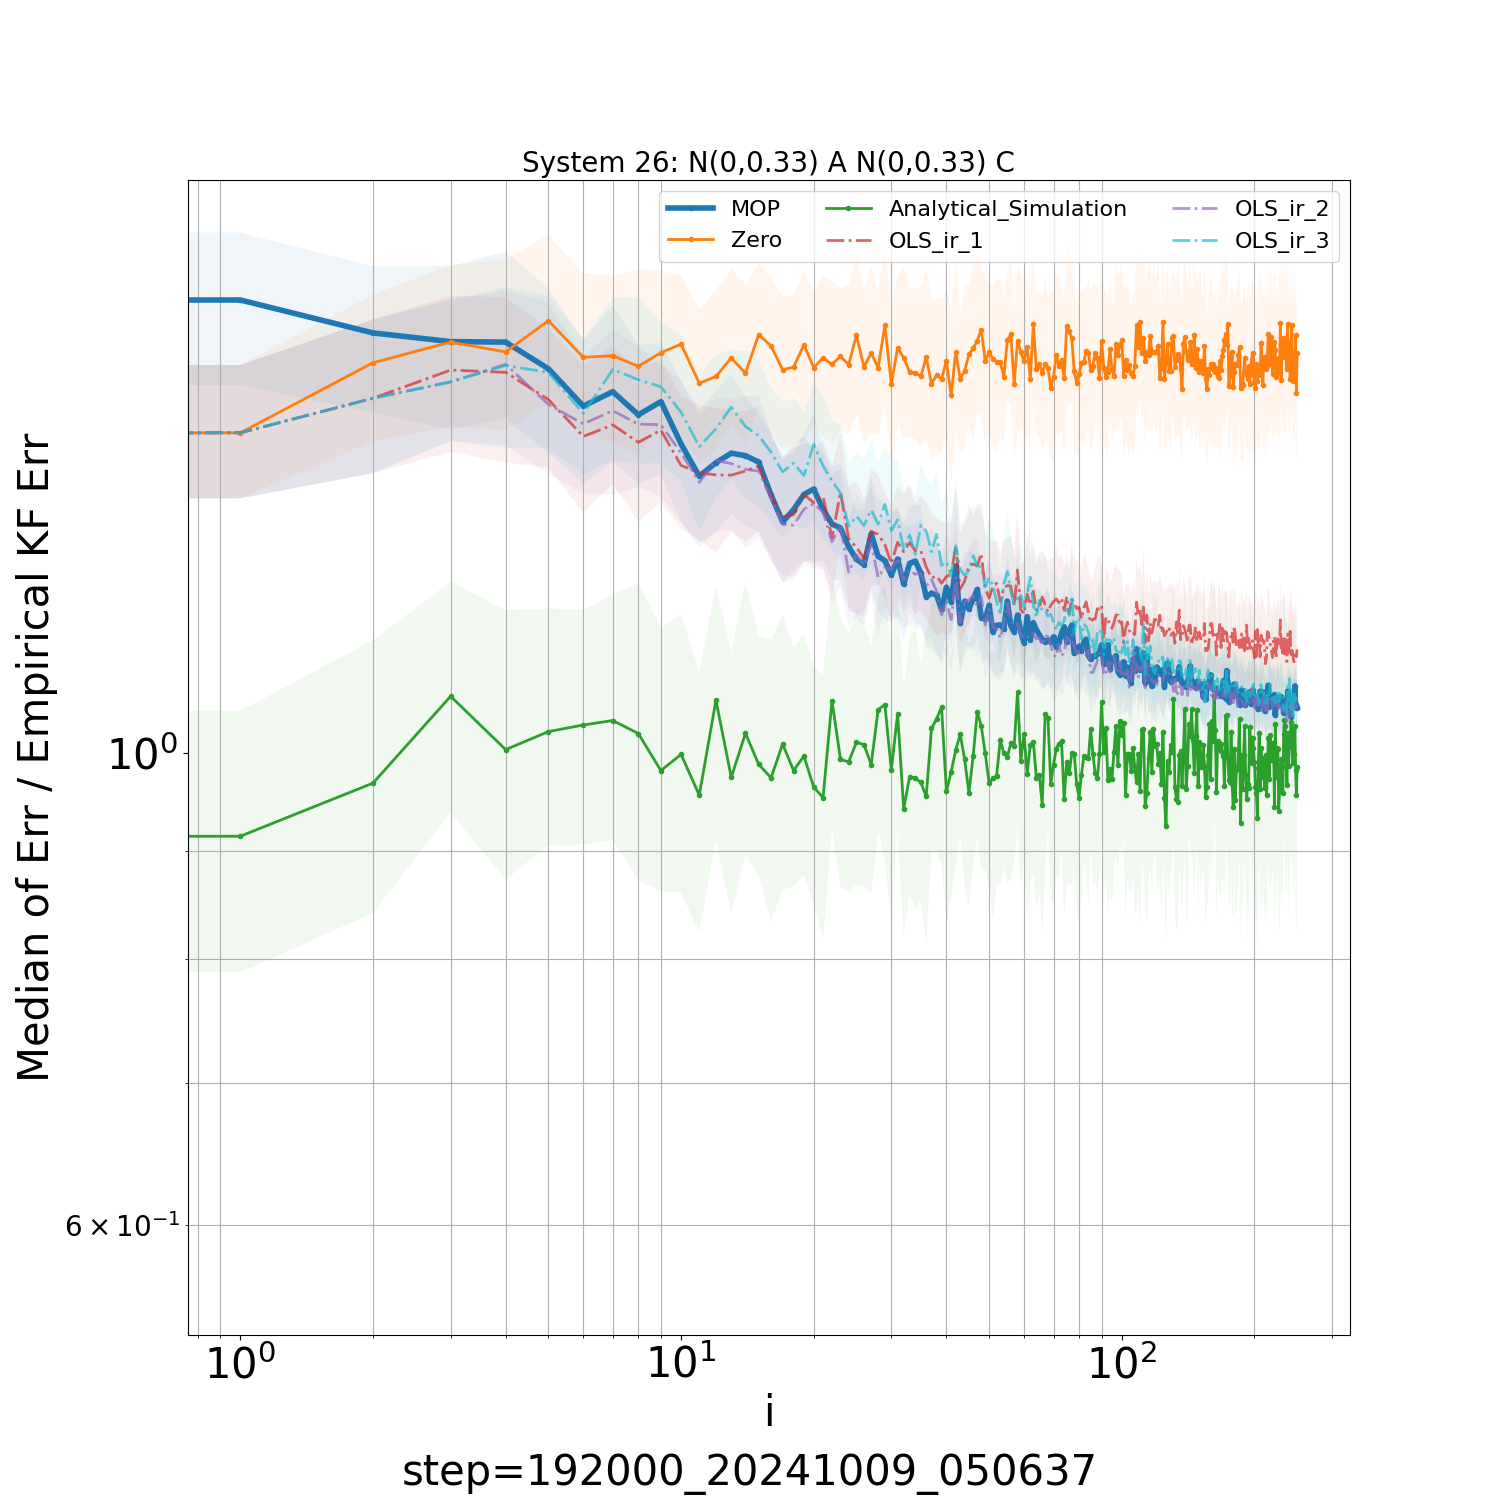 System 26: N(0,0.33) A N(0,0.33) C
MOP
Zero
Analytical_Simulation
OLS_ir_1
OLS_ir_2
OLS_ir_3
Median of Err / Empirical KF Err
10⁰
6 × 10⁻¹
10⁰
10¹
10²
i
step=192000_20241009_050637